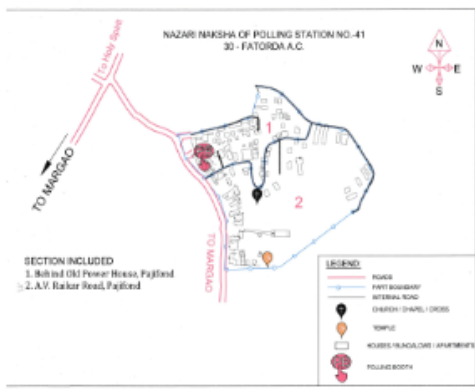 NAZARI NAKSHA OF POLLING STATION NO.-41
30 - FATORDA A.C.
To Holy Spirit
N
W E
S
1
TO MARGAO
2
TO MARGAO
SECTION INCLUDED
1. Behind Old Power House, Pajifond
2. A.V. Raikar Road, Pajifond
LEGEND
ROADS
PART BOUNDARY
INTERNAL ROAD
CHURCH / CHAPEL / CROSS
TEMPLE
HOUSES / BUNGALOWS / APARTMENTS
POLLING BOOTH